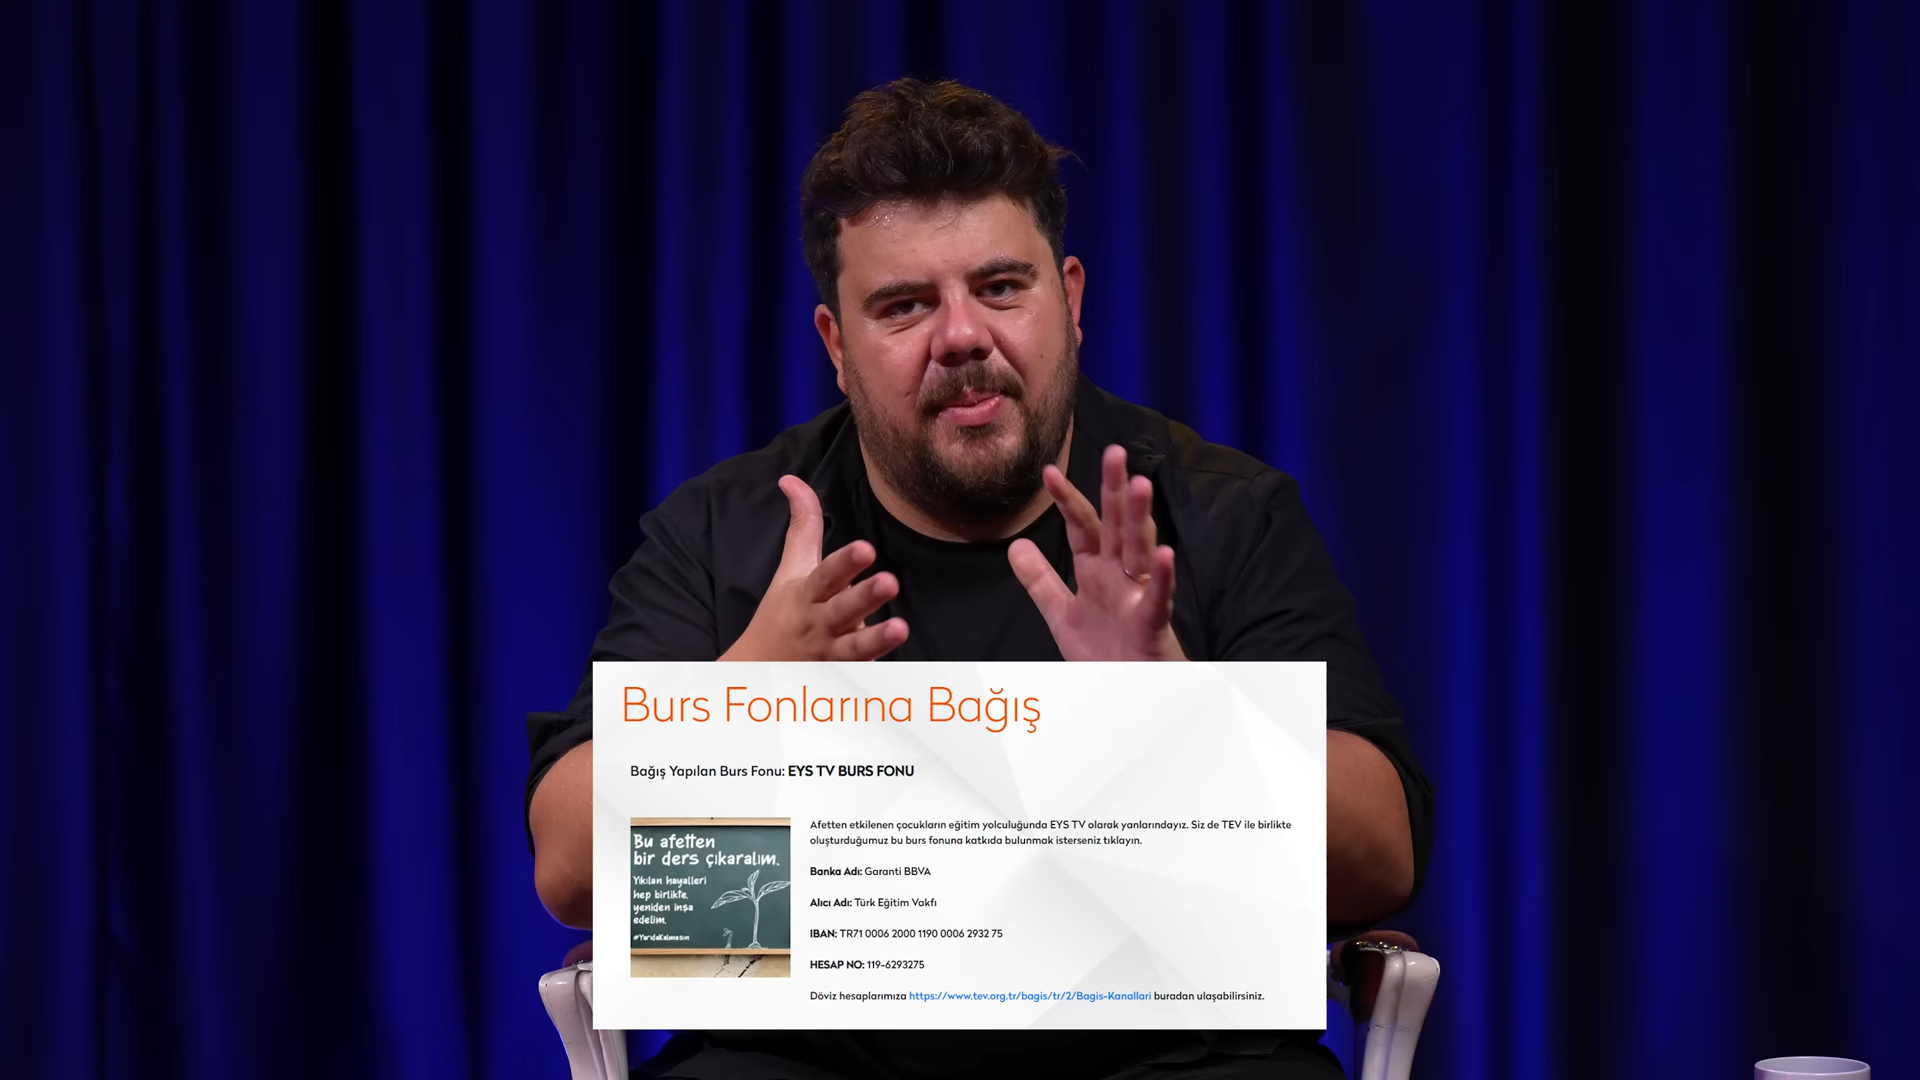 Burs Fonlarına Bağış
Bağış Yapılan Burs Fonu: EYS TV BURS FONU
Bu afetten
bir ders çıkaralım.
Yıkılan hayalleri
hep birlikte,
yeniden inşa
edelim.
#YarıdaKalmasın
Afetten etkilenen çocukların eğitim yolculuğunda EYS TV olarak yanlarındayız. Siz de TEV ile birlikte
oluşturduğumuz bu burs fonuna katkıda bulunmak isterseniz tıklayın.
Banka Adı: Garanti BBVA
Alıcı Adı: Türk Eğitim Vakfı
IBAN: TR71 0006 2000 1190 0006 2932 75
HESAP NO: 119-6293275
Döviz hesaplarımıza https://www.tev.org.tr/bagis/tr/2/Bagis-Kanallari buradan ulaşabilirsiniz.